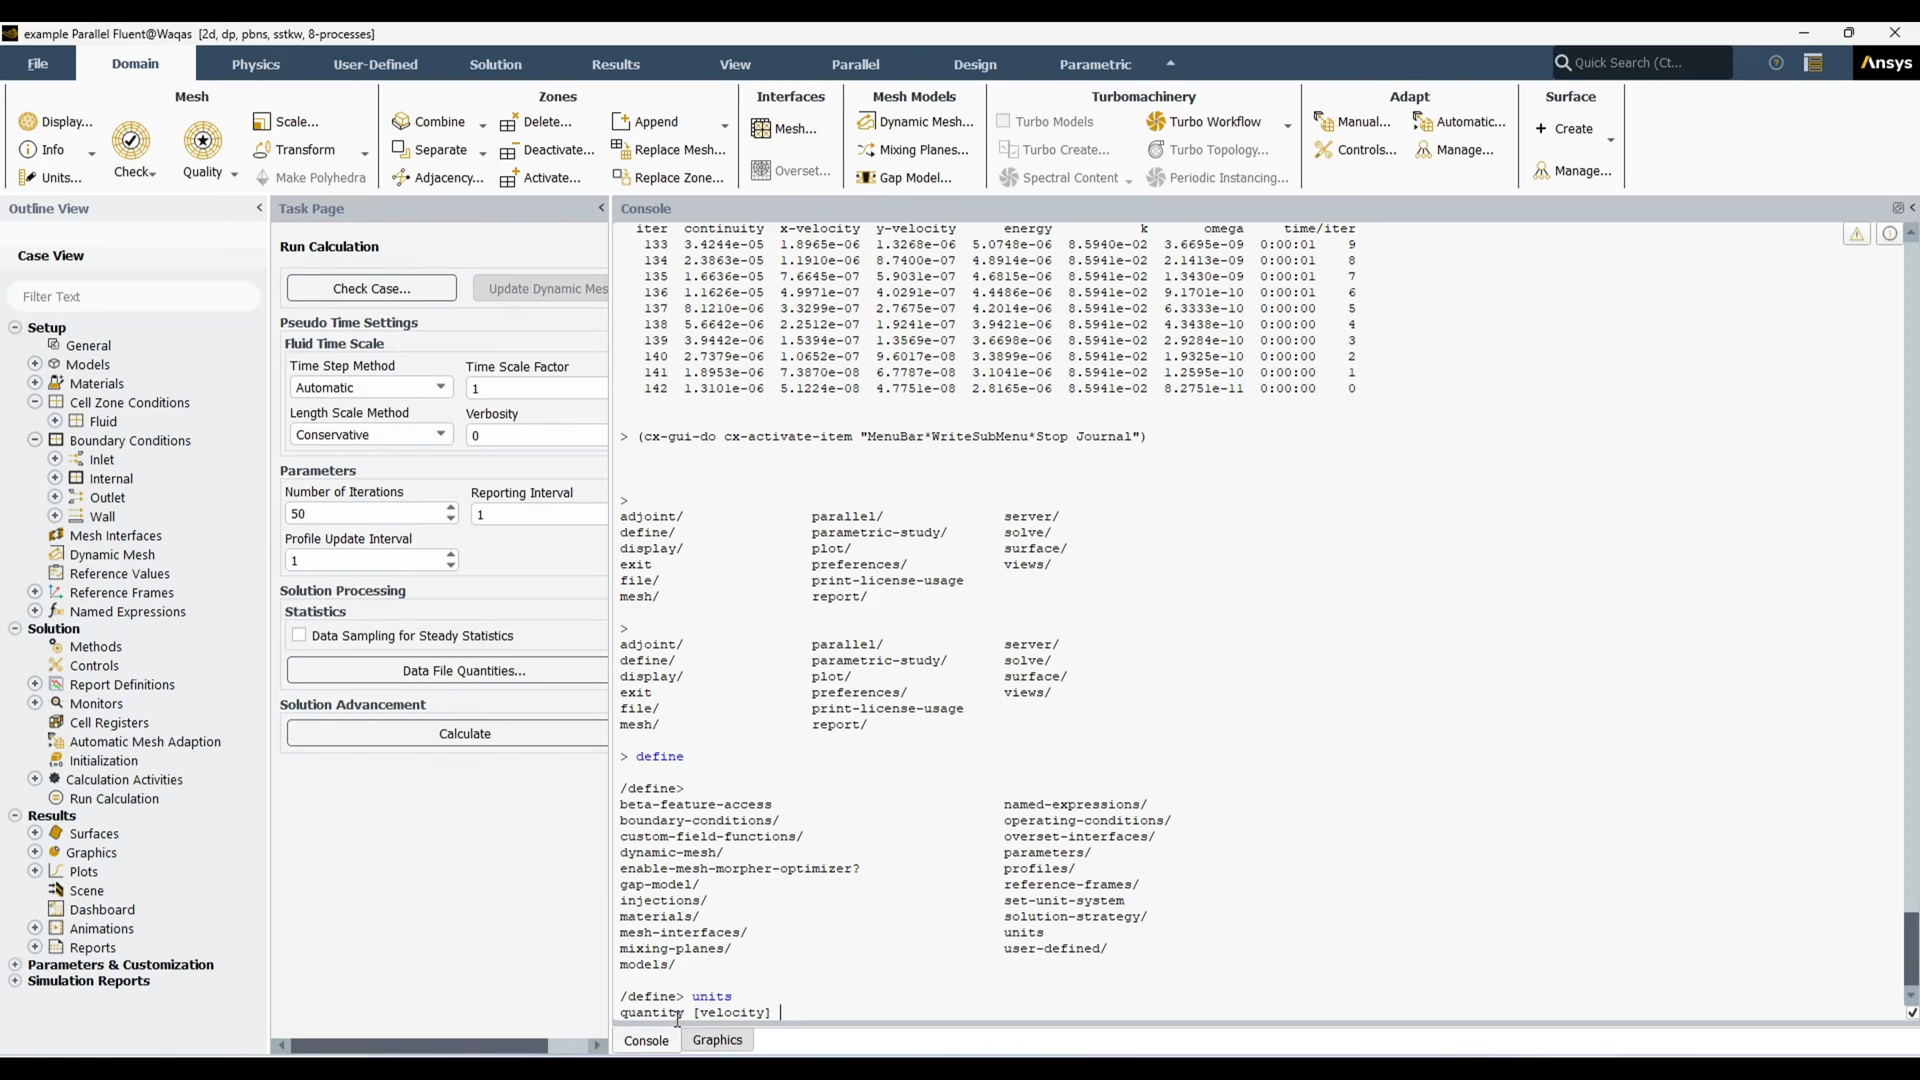 example Parallel Fluent@Waqas [2d, dp, pbns, sstkw, 8-processes]
File Domain Physics User-Defined Solution Results View Parallel Design Parametric Quick Search (Ct... Ansys
Mesh Zones Interfaces Mesh Models Turbomachinery Adapt Surface
Display... Scale... Combine Delete... Append Mesh... Dynamic Mesh... Turbo Models Turbo Workflow Manual... Automatic... Create
Info Check Quality Transform Separate Deactivate... Replace Mesh... Overset... Mixing Planes... Turbo Create... Turbo Topology... Controls... Manage... Manage...
Units... Make Polyhedra Adjacency... Activate... Replace Zone... Gap Model... Spectral Content Periodic Instancing...
Outline View
Case View
Filter Text
Setup
General
Models
Materials
Cell Zone Conditions
Fluid
Boundary Conditions
Inlet
Internal
Outlet
Wall
Mesh Interfaces
Dynamic Mesh
Reference Values
Reference Frames
Named Expressions
Solution
Methods
Controls
Report Definitions
Monitors
Cell Registers
Automatic Mesh Adaption
Initialization
Calculation Activities
Run Calculation
Results
Surfaces
Graphics
Plots
Scene
Dashboard
Animations
Reports
Parameters & Customization
Simulation Reports
Task Page
Run Calculation
Check Case... Update Dynamic Mes
Pseudo Time Settings
Fluid Time Scale
Time Step Method Time Scale Factor
Automatic 1
Length Scale Method Verbosity
Conservative 0
Parameters
Number of Iterations Reporting Interval
50 1
Profile Update Interval
1
Solution Processing
Statistics
Data Sampling for Steady Statistics
Data File Quantities...
Solution Advancement
Calculate
Console
iter continuity x-velocity y-velocity energy k omega time/iter
133 3.4244e-05 1.8965e-06 1.3268e-06 5.0748e-06 8.5940e-02 3.6695e-09 0:00:01 9
134 2.3863e-05 1.1910e-06 8.7400e-07 4.8914e-06 8.5941e-02 2.1413e-09 0:00:01 8
135 1.6636e-05 7.6645e-07 5.9031e-07 4.6815e-06 8.5941e-02 1.3430e-09 0:00:01 7
136 1.1626e-05 4.9971e-07 4.0291e-07 4.4486e-06 8.5941e-02 9.1701e-10 0:00:01 6
137 8.1210e-06 3.3299e-07 2.7675e-07 4.2014e-06 8.5941e-02 6.3333e-10 0:00:00 5
138 5.6642e-06 2.2512e-07 1.9241e-07 3.9421e-06 8.5941e-02 4.3438e-10 0:00:00 4
139 3.9442e-06 1.5394e-07 1.3569e-07 3.6698e-06 8.5941e-02 2.9284e-10 0:00:00 3
140 2.7379e-06 1.0652e-07 9.6017e-08 3.3899e-06 8.5941e-02 1.9325e-10 0:00:00 2
141 1.8953e-06 7.3870e-08 6.7787e-08 3.1041e-06 8.5941e-02 1.2595e-10 0:00:00 1
142 1.3101e-06 5.1224e-08 4.7751e-08 2.8165e-06 8.5941e-02 8.2751e-11 0:00:00 0
> (cx-gui-do cx-activate-item "MenuBar*WriteSubMenu*Stop Journal")
>
adjoint/ parallel/ server/
define/ parametric-study/ solve/
display/ plot/ surface/
exit preferences/ views/
file/ print-license-usage
mesh/ report/
>
adjoint/ parallel/ server/
define/ parametric-study/ solve/
display/ plot/ surface/
exit preferences/ views/
file/ print-license-usage
mesh/ report/
> define
/define>
beta-feature-access named-expressions/
boundary-conditions/ operating-conditions/
custom-field-functions/ overset-interfaces/
dynamic-mesh/ parameters/
enable-mesh-morpher-optimizer? profiles/
gap-model/ reference-frames/
injections/ set-unit-system
materials/ solution-strategy/
mesh-interfaces/ units
mixing-planes/ user-defined/
models/
/define> units
quantity [velocity]
Console Graphics